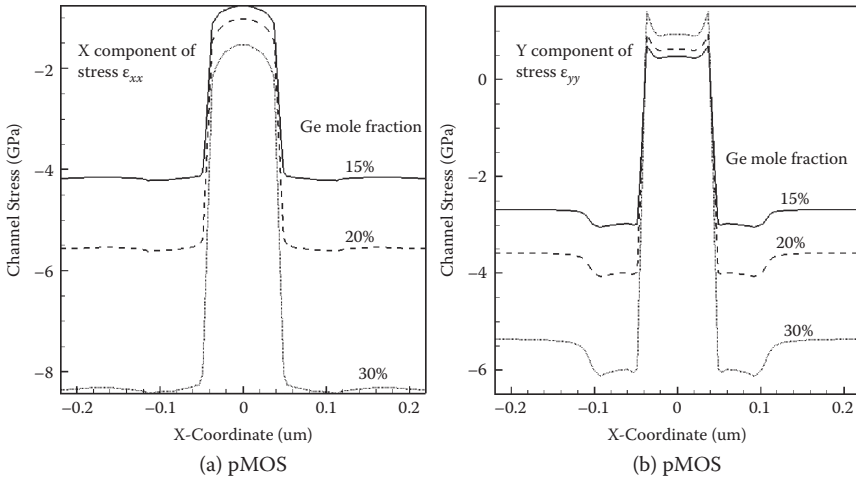 X component of
stress ε_xx
Ge mole fraction
15%
20%
30%
Channel Stress (GPa)
−2
−4
−6
−8
−0.2
−0.1
0
0.1
0.2
X-Coordinate (um)
(a) pMOS
Y component of
stress ε_yy
Ge mole fraction
15%
20%
30%
Channel Stress (GPa)
0
−2
−4
−6
−0.2
−0.1
0
0.1
0.2
X-Coordinate (um)
(b) pMOS